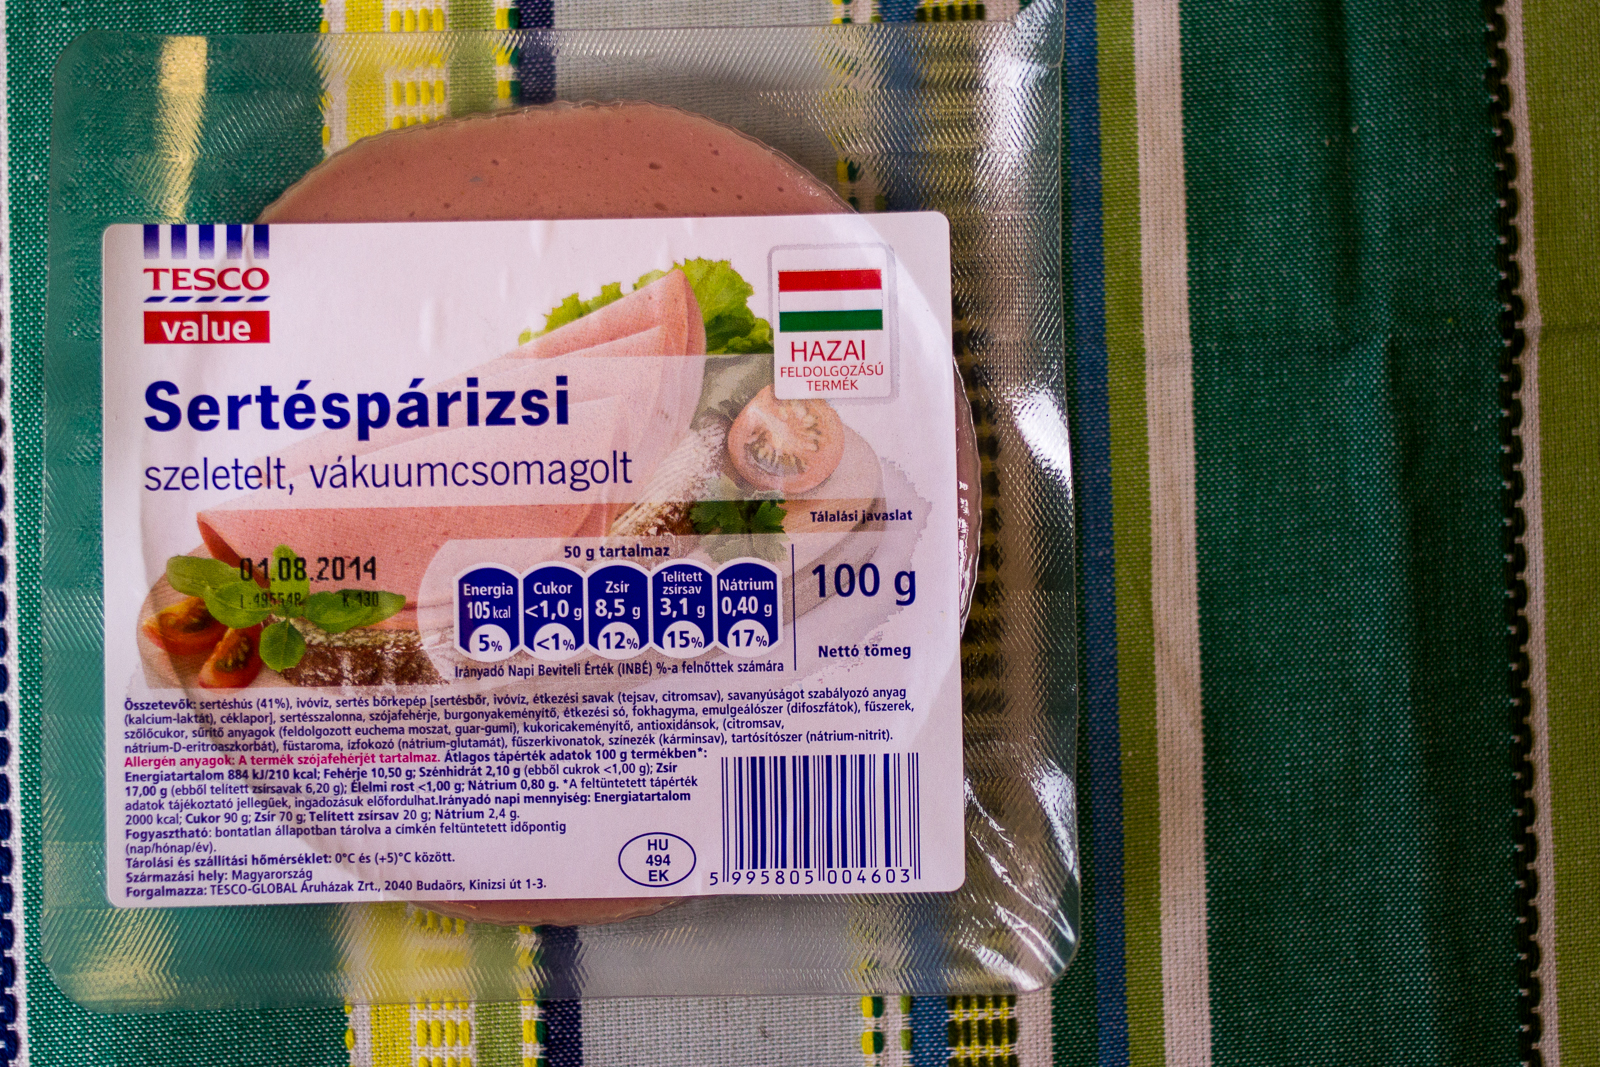 TESCO
value
HAZAI
FELDOLGOZÁSÚ
TERMÉK
Sertéspárizsi
szeletelt, vákuumcsomagolt
Tálalási javaslat
01.08.2014
L 495548 K 130
50 g tartalmaz
Energia Cukor Zsír Telített zsírsav Nátrium
105 kcal <1,0 g 8,5 g 3,1 g 0,40 g
5% <1% 12% 15% 17%
Irányadó Napi Beviteli Érték (INBÉ) %-a felnőttek számára
100 g
Nettó tömeg
Összetevők: sertéshús (41%), ivóvíz, sertés bőrkepép [sertésbőr, ivóvíz, étkezési savak (tejsav, citromsav), savanyúságot szabályozó anyag
(kalcium-laktát), céklapor], sertésszalonna, szójafehérje, burgonyakeményítő, étkezési só, fokhagyma, emulgeálószer (difoszfátok), fűszerek,
szőlőcukor, sűrítő anyagok (feldolgozott euchema moszat, guar-gumi), kukoricakeményítő, antioxidánsok, (citromsav,
nátrium-D-eritroaszkorbát), füstaroma, ízfokozó (nátrium-glutamát), fűszerkivonatok, színezék (kárminsav), tartósítószer (nátrium-nitrit).
Allergén anyagok: A termék szójafehérjét tartalmaz. Átlagos tápérték adatok 100 g termékben*:
Energiatartalom 884 kJ/210 kcal; Fehérje 10,50 g; Szénhidrát 2,10 g (ebből cukrok <1,00 g); Zsír
17,00 g (ebből telített zsírsavak 6,20 g); Élelmi rost <1,00 g; Nátrium 0,80 g. *A feltüntetett tápérték
adatok tájékoztató jellegűek, ingadozásuk előfordulhat.Irányadó napi mennyiség: Energiatartalom
2000 kcal; Cukor 90 g; Zsír 70 g; Telített zsírsav 20 g; Nátrium 2,4 g.
Fogyasztható: bontatlan állapotban tárolva a címkén feltüntetett időpontig
(nap/hónap/év).
Tárolási és szállítási hőmérséklet: 0°C és (+5)°C között.
Származási hely: Magyarország
Forgalmazza: TESCO-GLOBAL Áruházak Zrt., 2040 Budaörs, Kinizsi út 1-3.
HU
494
EK
5 995805 004603